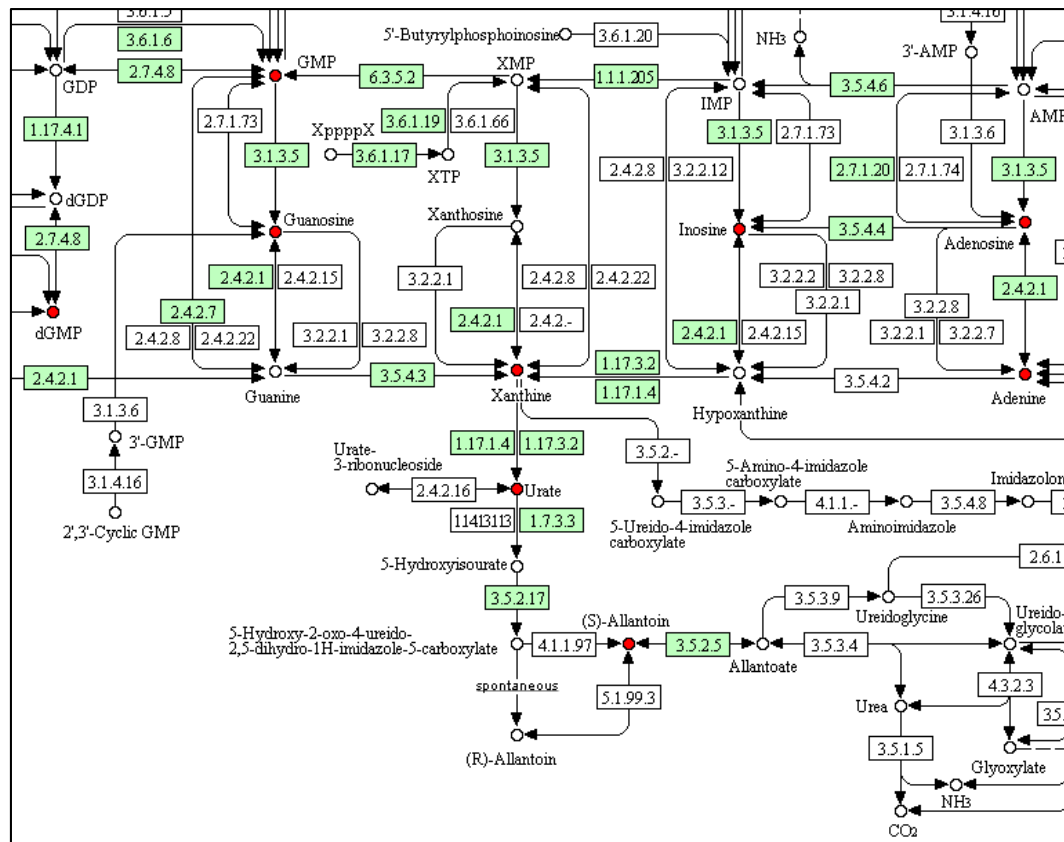 3.6.1.5
3.6.1.6
5'-Butyrylphosphoinosine
3.6.1.20
NH3
3.1.4.16
3'-AMP
2.7.4.8
GMP
6.3.5.2
XMP
1.1.1.205
IMP
3.5.4.6
AMP
GDP
1.17.4.1
2.7.1.73
3.1.3.5
XppppX
3.6.1.19
3.6.1.66
3.6.1.17
XTP
3.1.3.5
2.4.2.8
3.2.2.12
3.1.3.5
2.7.1.73
2.7.1.20
2.7.1.74
3.1.3.6
3.1.3.5
dGDP
2.7.4.8
dGMP
Guanosine
Xanthosine
Inosine
3.5.4.4
Adenosine
2.4.2.1
2.4.2.15
2.4.2.7
2.4.2.8
2.4.2.22
3.2.2.1
3.2.2.8
3.2.2.1
2.4.2.8
2.4.2.22
2.4.2.1
2.4.2.-
3.2.2.2
3.2.2.8
3.2.2.1
2.4.2.1
2.4.2.15
3.2.2.8
3.2.2.1
3.2.2.7
2.4.2.1
2.4.2.1
Guanine
3.5.4.3
Xanthine
1.17.3.2
1.17.1.4
Hypoxanthine
3.5.4.2
Adenine
3.1.3.6
3'-GMP
3.1.4.16
2',3'-Cyclic GMP
1.17.1.4
1.17.3.2
3.5.2.-
Urate-
3-ribonucleoside
2.4.2.16
Urate
11413113
1.7.3.3
5-Ureido-4-imidazole
carboxylate
3.5.3.-
5-Amino-4-imidazole
carboxylate
4.1.1.-
Aminoimidazole
3.5.4.8
Imidazolon
5-Hydroxyisourate
3.5.2.17
5-Hydroxy-2-oxo-4-ureido-
2,5-dihydro-1H-imidazole-5-carboxylate
4.1.1.97
(S)-Allantoin
3.5.2.5
Allantoate
3.5.3.9
Ureidoglycine
3.5.3.26
2.6.1
Ureido-
glycola
3.5.3.4
spontaneous
5.1.99.3
(R)-Allantoin
Urea
4.3.2.3
3.5.
3.5.1.5
Glyoxylate
NH3
CO2